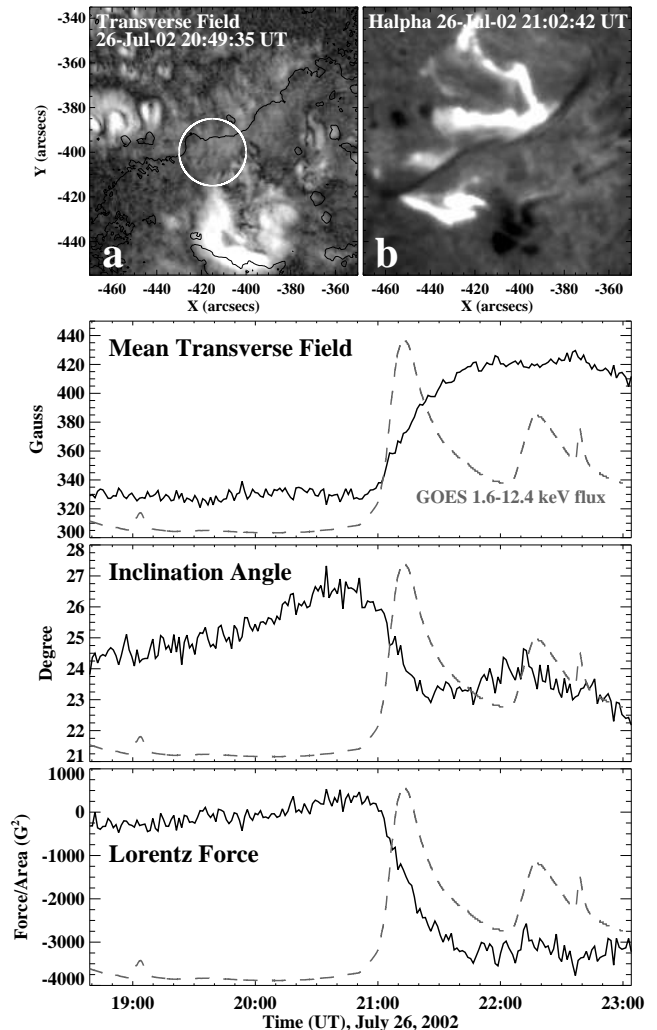 Transverse Field
26-Jul-02 20:49:35 UT
Halpha 26-Jul-02 21:02:42 UT
-340
-360
-380
-400
-420
-440
Y (arcsecs)
a
b
-460 -440 -420 -400 -380 -360
-460 -440 -420 -400 -380 -360
X (arcsecs)
X (arcsecs)
Mean Transverse Field
440
420
400
380
360
340
320
300
Gauss
GOES 1.6-12.4 keV flux
Inclination Angle
28
27
26
25
24
23
22
21
Degree
1000
0
-1000
-2000
-3000
-4000
Force/Area (G²)
Lorentz Force
19:00 20:00 21:00 22:00 23:00
Time (UT), July 26, 2002